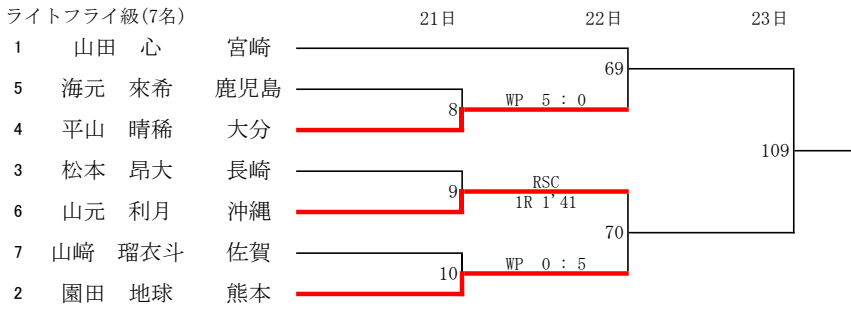 ライトフライ級(7名) 21日 22日 23日
1 山田 心 宮崎
69
5 海元 來希 鹿児島
8 WP 5 : 0
4 平山 晴稀 大分
109
3 松本 昂大 長崎
9 RSC
1R 1'41
6 山元 利月 沖縄
70
7 山﨑 瑠衣斗 佐賀
10 WP 0 : 5
2 園田 地球 熊本